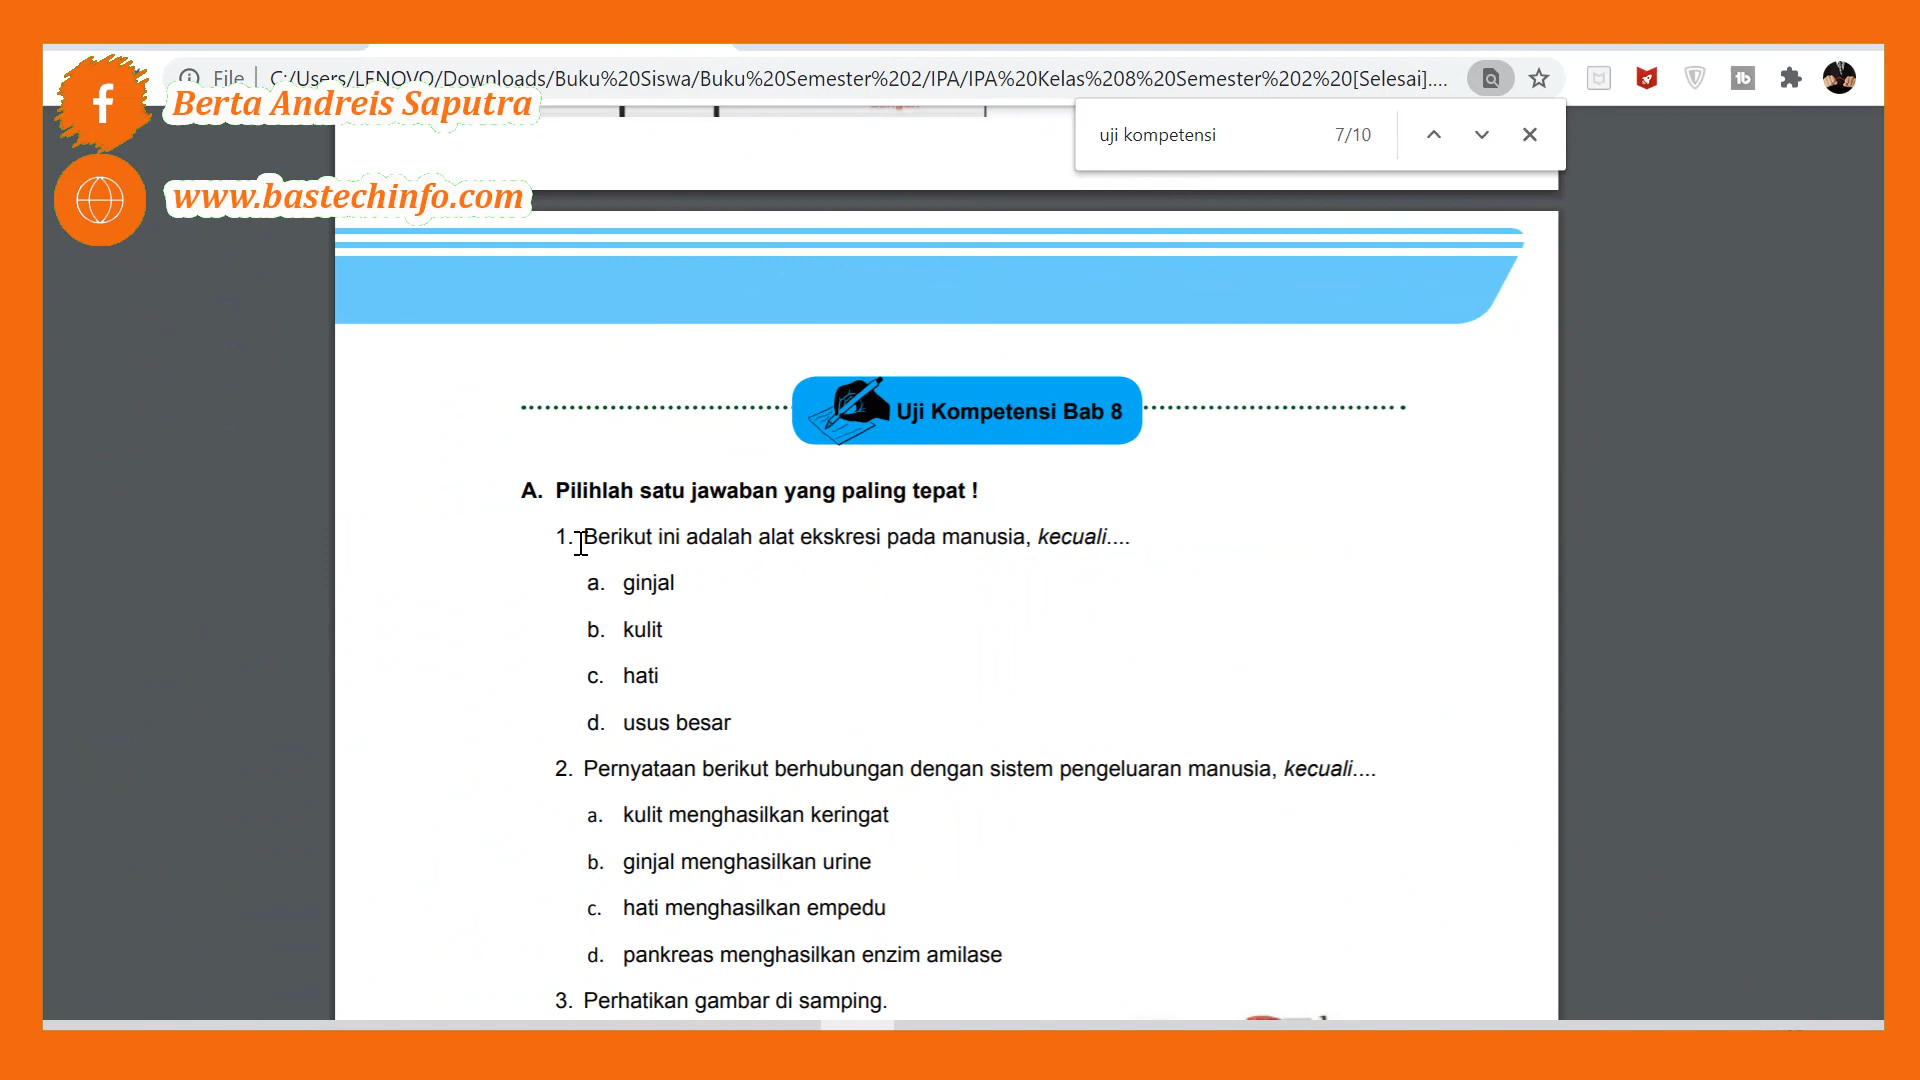 File C:/Users/LENOVO/Downloads/Buku%20Siswa/Buku%20Semester%202/IPA/IPA%20Kelas%208%20Semester%202%20[Selesai]....
Berta Andreis Saputra
uji kompetensi 7/10
www.bastechinfo.com
Uji Kompetensi Bab 8
A. Pilihlah satu jawaban yang paling tepat !
1. Berikut ini adalah alat ekskresi pada manusia, kecuali....
a. ginjal
b. kulit
c. hati
d. usus besar
2. Pernyataan berikut berhubungan dengan sistem pengeluaran manusia, kecuali....
a. kulit menghasilkan keringat
b. ginjal menghasilkan urine
c. hati menghasilkan empedu
d. pankreas menghasilkan enzim amilase
3. Perhatikan gambar di samping.